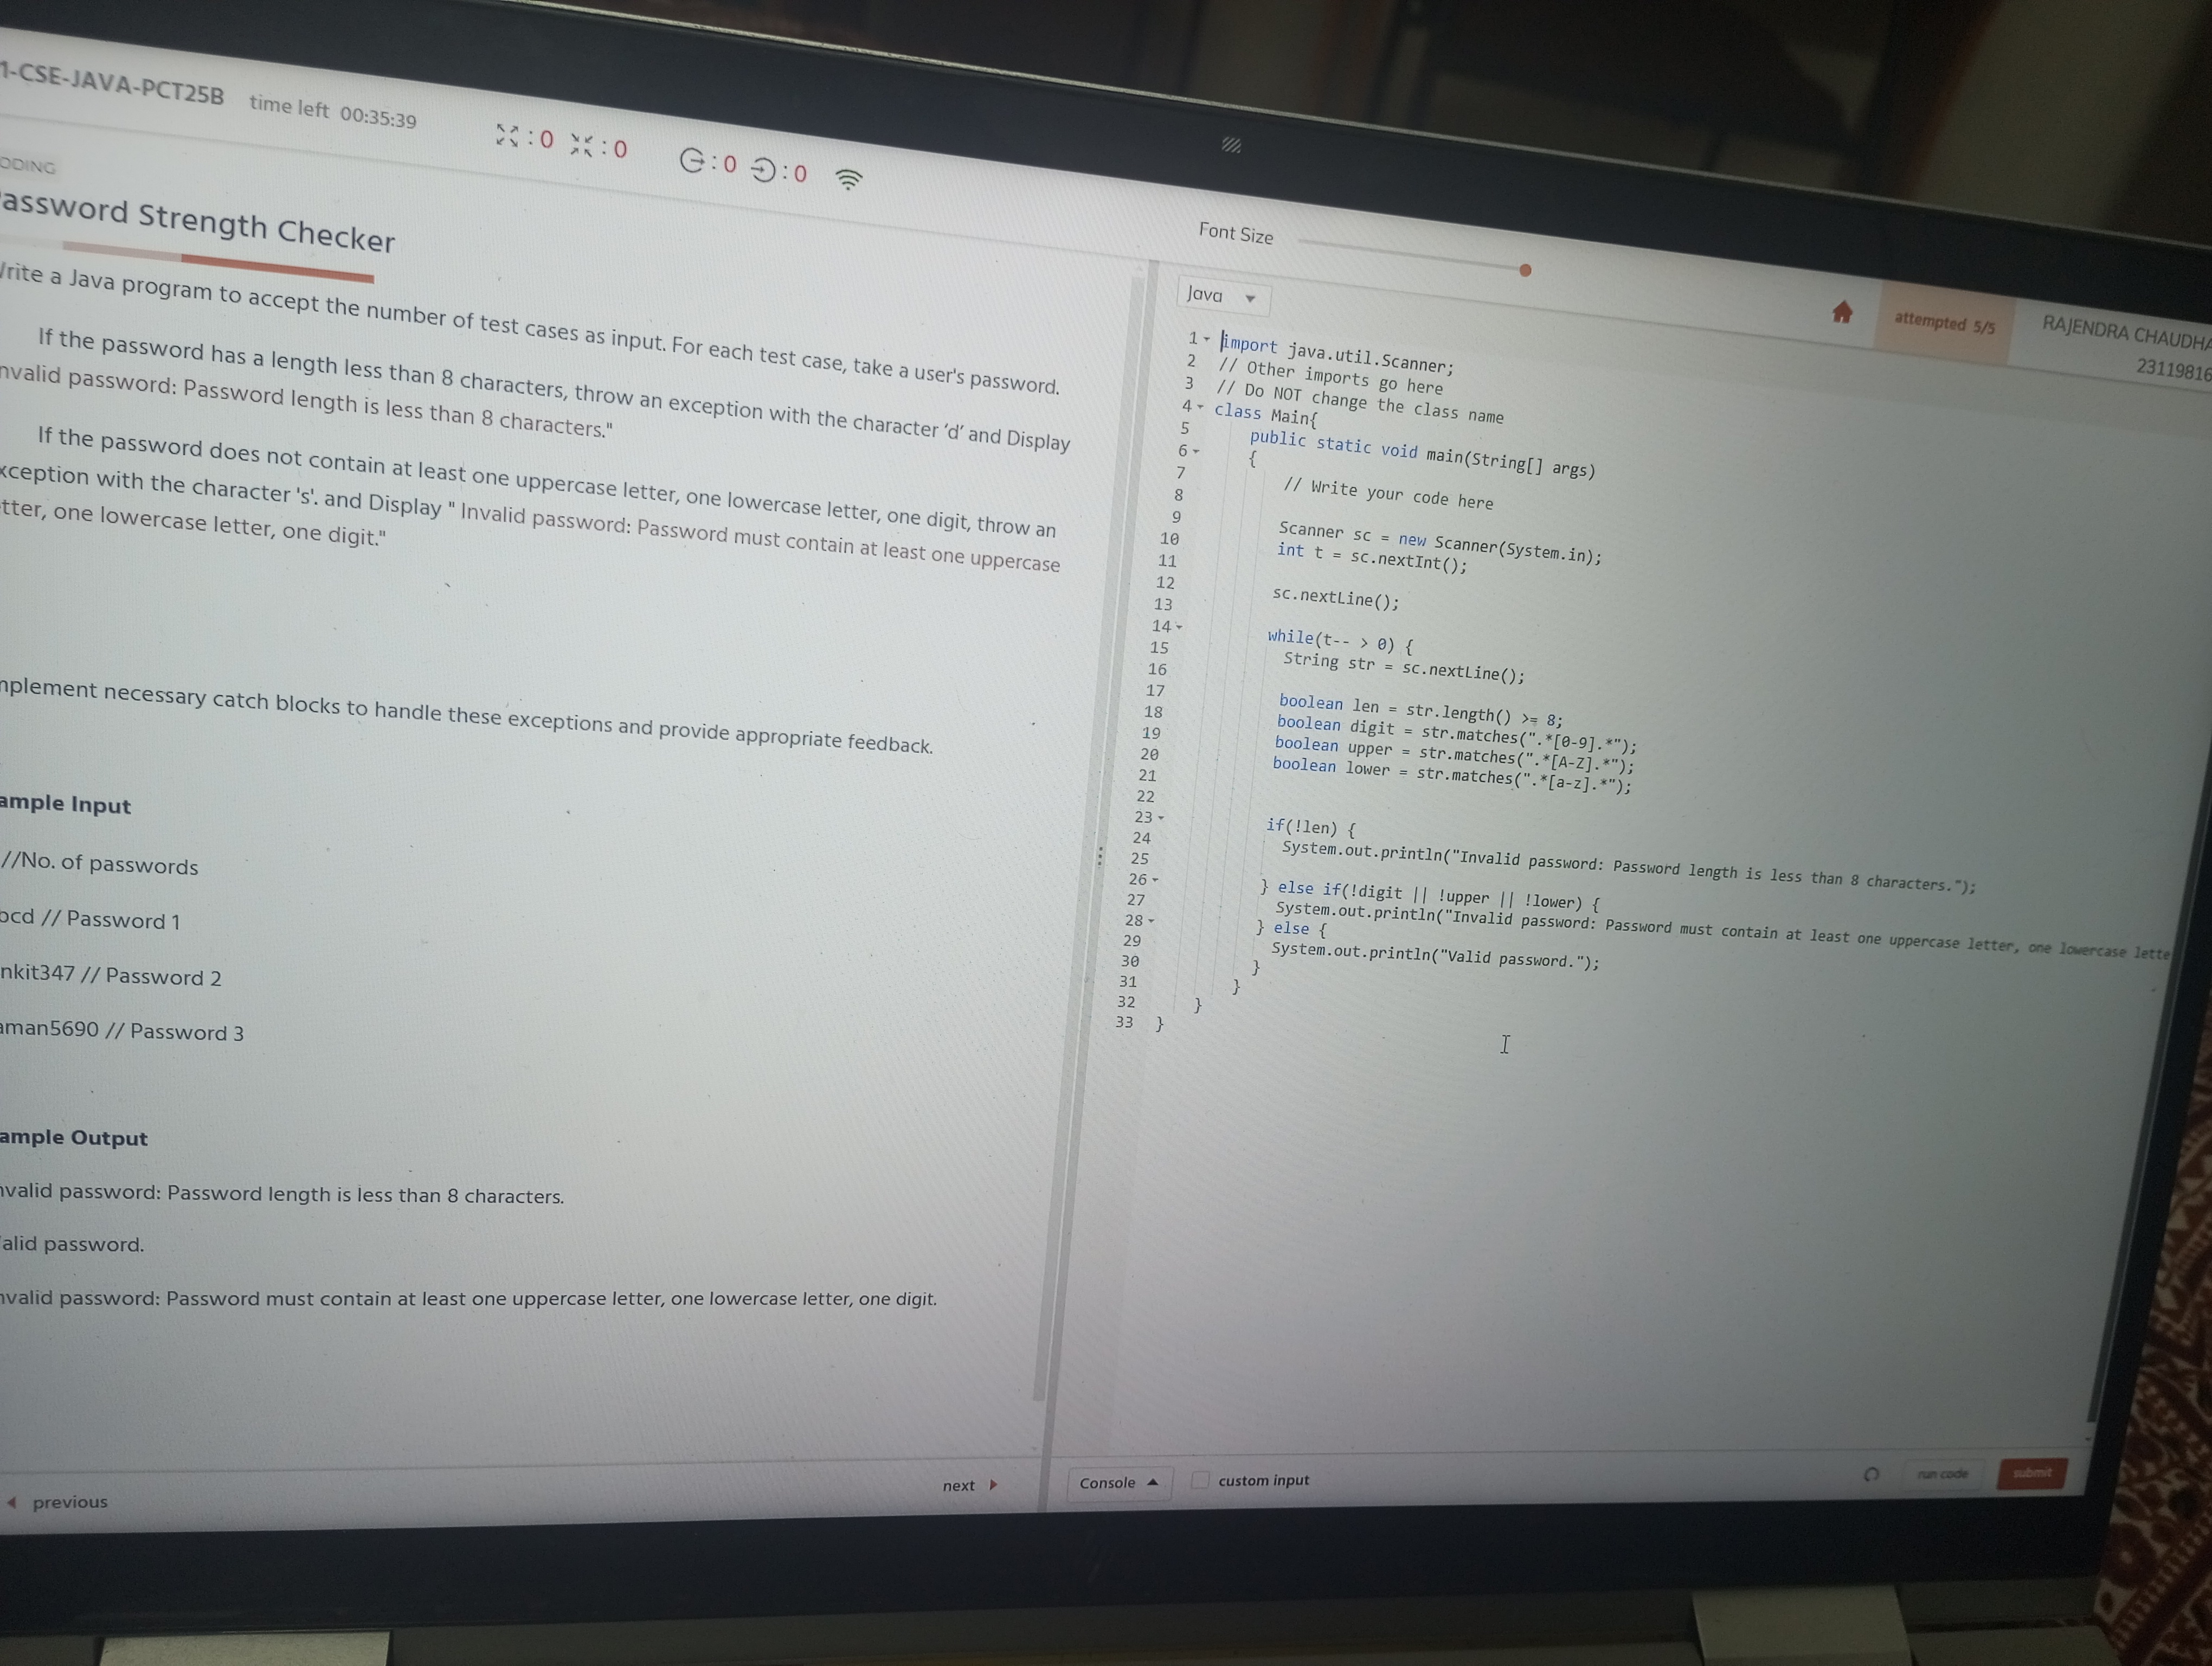 1-CSE-JAVA-PCT25B time left 00:35:39
:0 :0 :0 :0
ODING
assword Strength Checker
rite a Java program to accept the number of test cases as input. For each test case, take a user's password.
If the password has a length less than 8 characters, throw an exception with the character ‘d’ and Display
nvalid password: Password length is less than 8 characters."
If the password does not contain at least one uppercase letter, one lowercase letter, one digit, throw an
xception with the character 's'. and Display " Invalid password: Password must contain at least one uppercase
tter, one lowercase letter, one digit."
mplement necessary catch blocks to handle these exceptions and provide appropriate feedback.
ample Input
//No. of passwords
bcd // Password 1
nkit347 // Password 2
aman5690 // Password 3
ample Output
nvalid password: Password length is less than 8 characters.
alid password.
nvalid password: Password must contain at least one uppercase letter, one lowercase letter, one digit.
previous
next
Font Size
Java
attempted 5/5
RAJENDRA CHAUDHA
23119816
1 import java.util.Scanner;
2 // Other imports go here
3 // Do NOT change the class name
4 class Main{
5 public static void main(String[] args)
6 {
7 // Write your code here
8
9 Scanner sc = new Scanner(System.in);
10 int t = sc.nextInt();
11
12 sc.nextLine();
13
14 while(t-- > 0) {
15 String str = sc.nextLine();
16
17 boolean len = str.length() >= 8;
18 boolean digit = str.matches(".*[0-9].*");
19 boolean upper = str.matches(".*[A-Z].*");
20 boolean lower = str.matches(".*[a-z].*");
21
22
23 if(!len) {
24 System.out.println("Invalid password: Password length is less than 8 characters.");
25
26 } else if(!digit || !upper || !lower) {
27 System.out.println("Invalid password: Password must contain at least one uppercase letter, one lowercase lette
28 } else {
29 System.out.println("Valid password.");
30 }
31 }
32 }
33 }
Console custom input run code submit